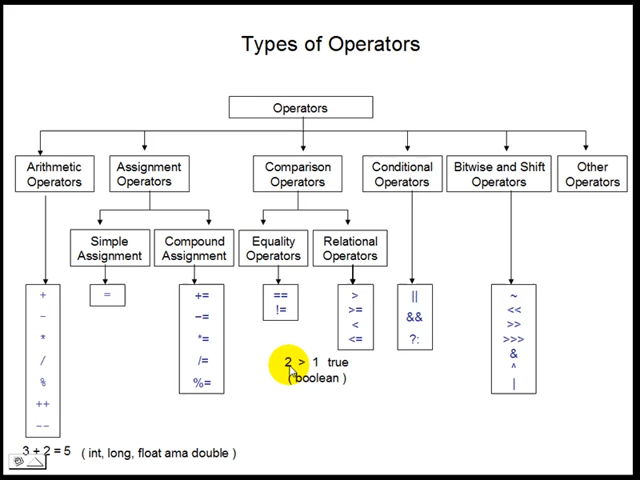 Types of Operators
Operators
Arithmetic
Operators
Assignment
Operators
Comparison
Operators
Conditional
Operators
Bitwise and Shift
Operators
Other
Operators
Simple
Assignment
Compound
Assignment
Equality
Operators
Relational
Operators
+
-
*
/
%
++
--
=
+=
-=
*=
/=
%=
==
!=
>
>=
<
<=
||
&&
?:
~
<<
>>
>>>
&
^
|
2 > 1 true
( boolean )
3 + 2 = 5 ( int, long, float ama double )